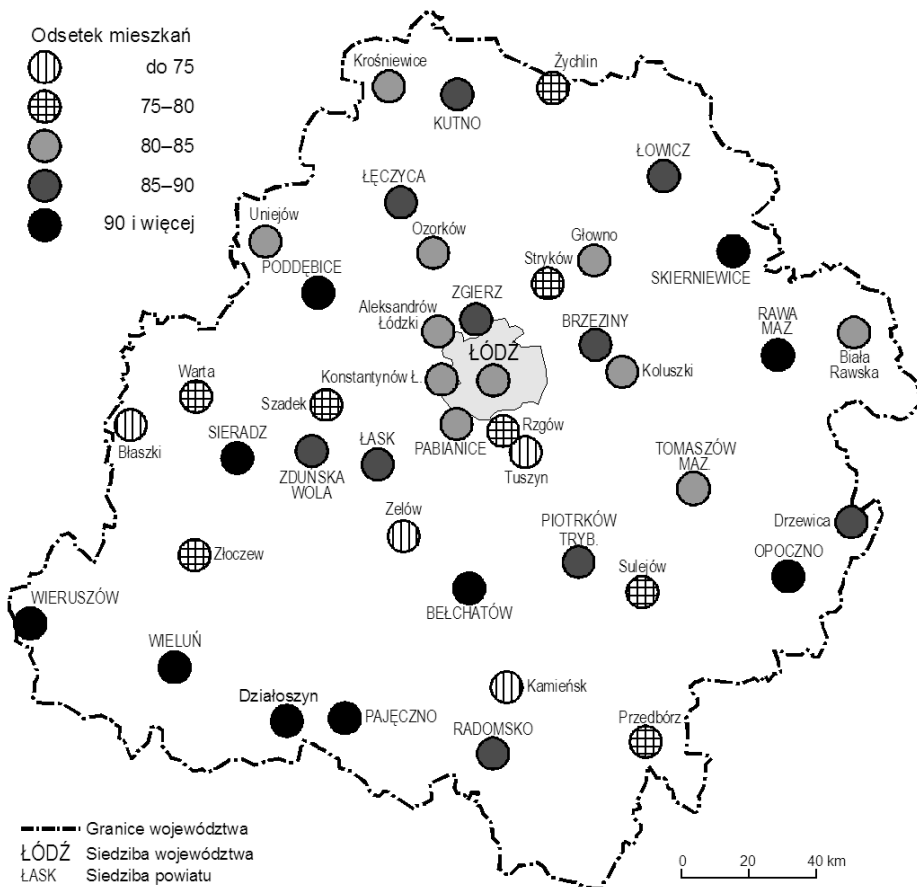 Odsetek mieszkań
do 75
75–80
80–85
85–90
90 i więcej
Krośniewice
Żychlin
KUTNO
ŁOWICZ
ŁĘCZYCA
Uniejów
Ozorków
Głowno
Stryków
PODDĘBICE
SKIERNIEWICE
Aleksandrów
Łódzki
ZGIERZ
BRZEZINY
RAWA
MAZ.
ŁÓDŹ
Biała
Rawska
Warta
Konstantynów Ł.
Koluszki
Szadek
Błaszki
SIERADZ
ŁASK
PABIANICE
Rzgów
ZDUŃSKA
WOLA
Tuszyn
TOMASZÓW
MAZ.
Zelów
PIOTRKÓW
TRYB.
Drzewica
Złoczew
Sulejów
OPOCZNO
WIERUSZÓW
BEŁCHATÓW
WIELUŃ
Kamieńsk
Działoszyn
PAJĘCZNO
RADOMSKO
Przedbórz
Granice województwa
ŁÓDŹ Siedziba województwa
ŁASK Siedziba powiatu
0 20 40 km